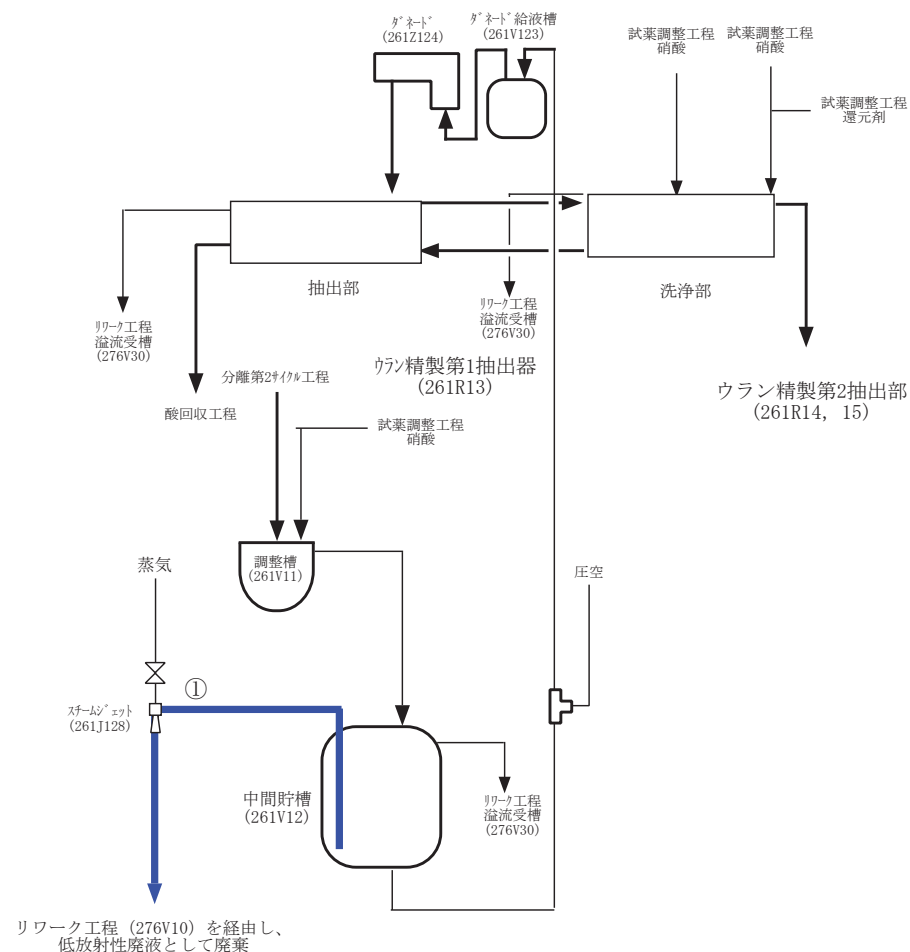 ﾀﾞﾈｰﾄﾞ
(261Z124)
ﾀﾞﾈｰﾄﾞ給液槽
(261V123)
試薬調整工程
硝酸
試薬調整工程
硝酸
試薬調整工程
還元剤
抽出部
洗浄部
ﾘﾜｰｸ工程
溢流受槽
(276V30)
ﾘﾜｰｸ工程
溢流受槽
(276V30)
ｳﾗﾝ精製第1抽出器
(261R13)
ウラン精製第2抽出部
(261R14, 15)
分離第2ｻｲｸﾙ工程
酸回収工程
試薬調整工程
硝酸
調整槽
(261V11)
蒸気
圧空
①
ｽﾁｰﾑｼﾞｪｯﾄ
(261J128)
中間貯槽
(261V12)
ﾘﾜｰｸ工程
溢流受槽
(276V30)
リワーク工程（276V10）を経由し、
低放射性廃液として廃棄